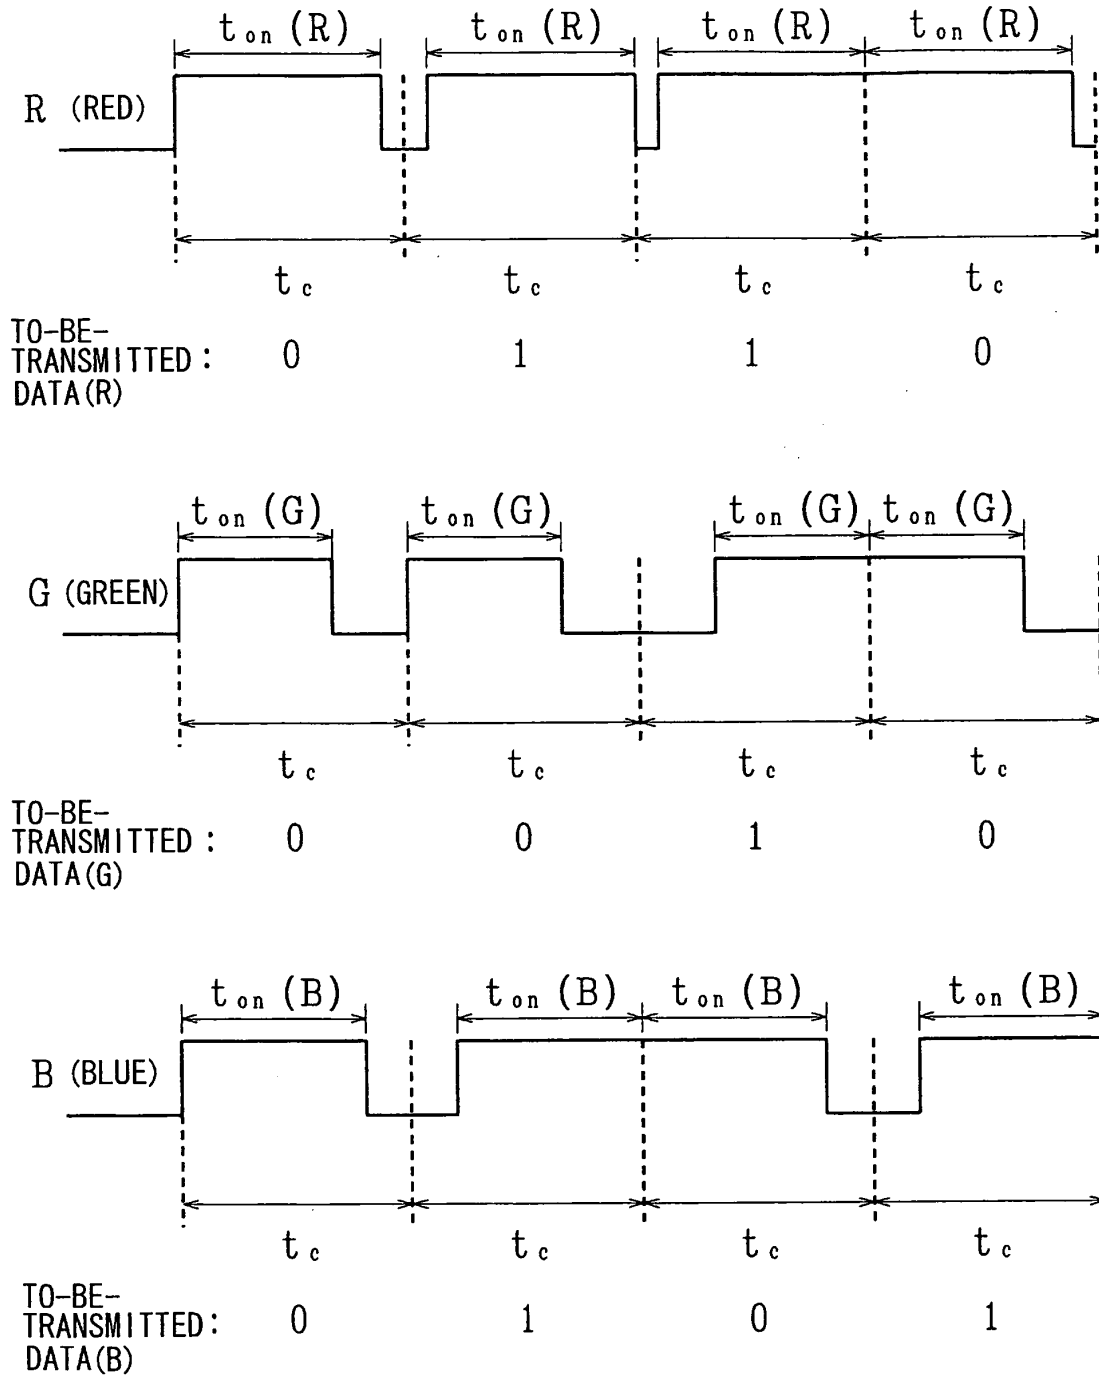 t on (R) t on (R) t on (R) t on (R)
R (RED)
t c t c t c t c
TO-BE-
TRANSMITTED : 0 1 1 0
DATA(R)
t on (G) t on (G) t on (G) t on (G)
G (GREEN)
t c t c t c t c
TO-BE-
TRANSMITTED : 0 0 1 0
DATA(G)
t on (B) t on (B) t on (B) t on (B)
B (BLUE)
t c t c t c t c
TO-BE-
TRANSMITTED: 0 1 0 1
DATA(B)